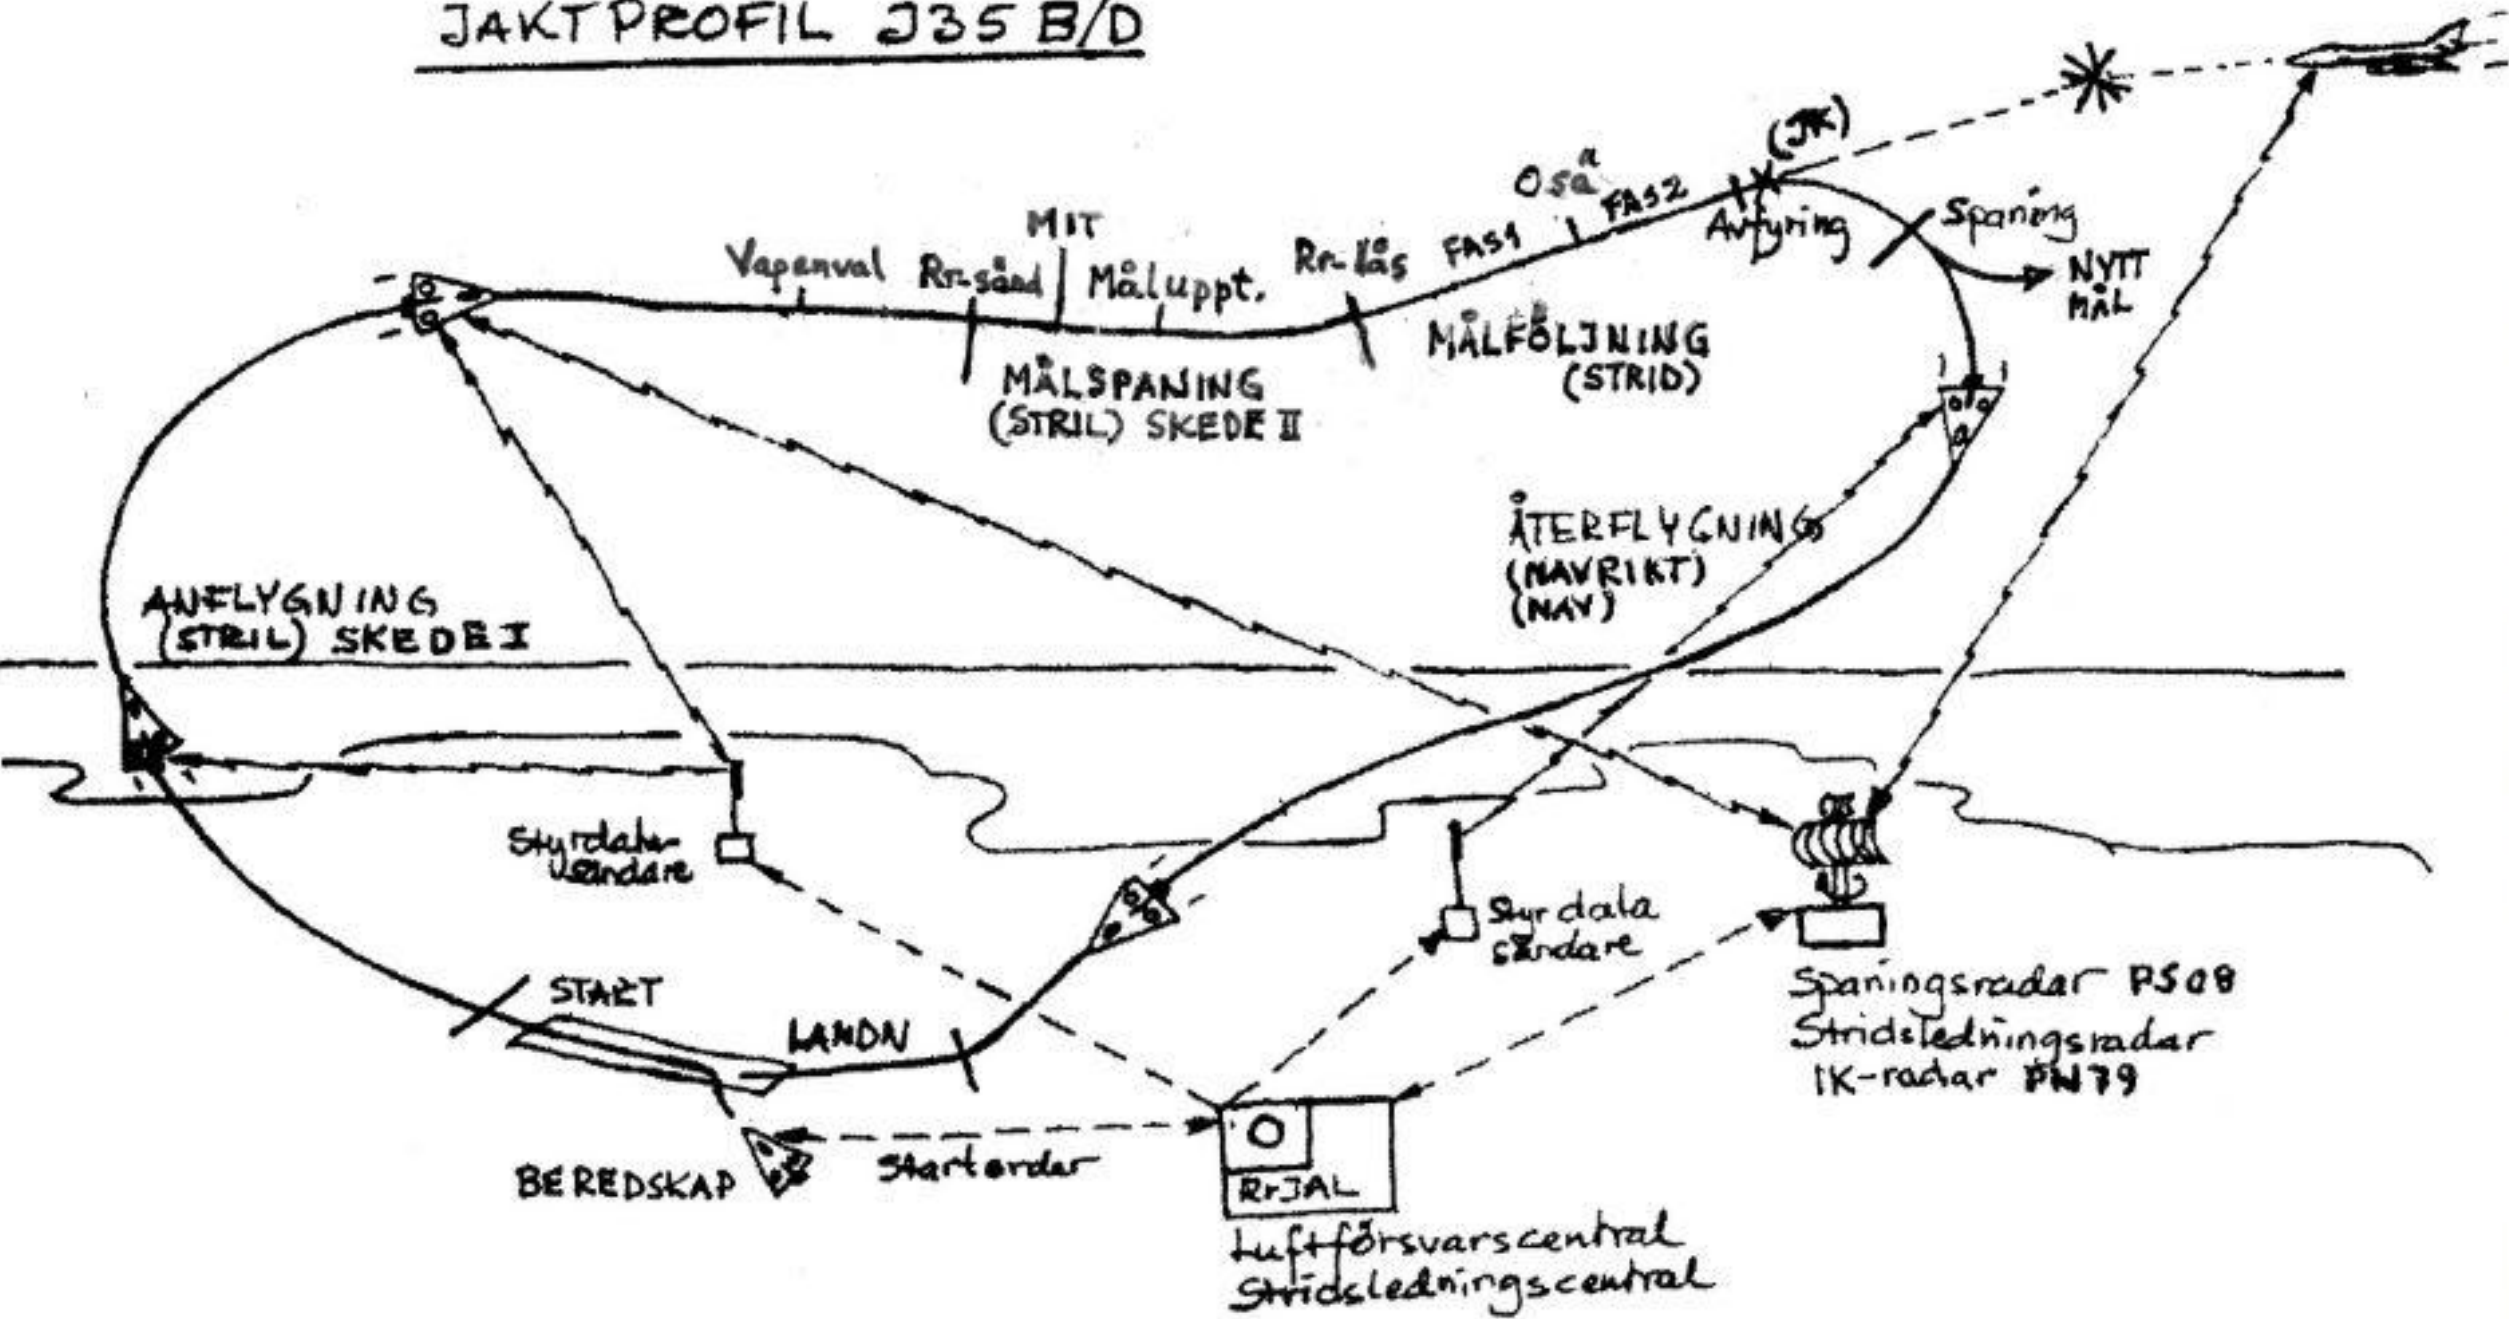 JAKTPROFIL J35 B/D
(JK)
Oså
FAS1
FAS2
Avfyring
Spaning
NYTT
MÅL
MIT
Vapenval
Rr-sänd
Måluppt.
Rr-lås
MÅLSPANING
(STRIL) SKEDE II
MÅLFÖLJNING
(STRID)
ÅTERFLYGNING
(NAVRIKT)
(NAV)
ANFLYGNING
(STRIL) SKEDE I
Styrdata-
sändare
Styrdata
sändare
START
LANDN
Spaningsradar PS08
Stridsledningsradar
IK-radar PN79
BEREDSKAP
Startorder
RrJAL
Luftförsvarscentral
Stridsledningscentral